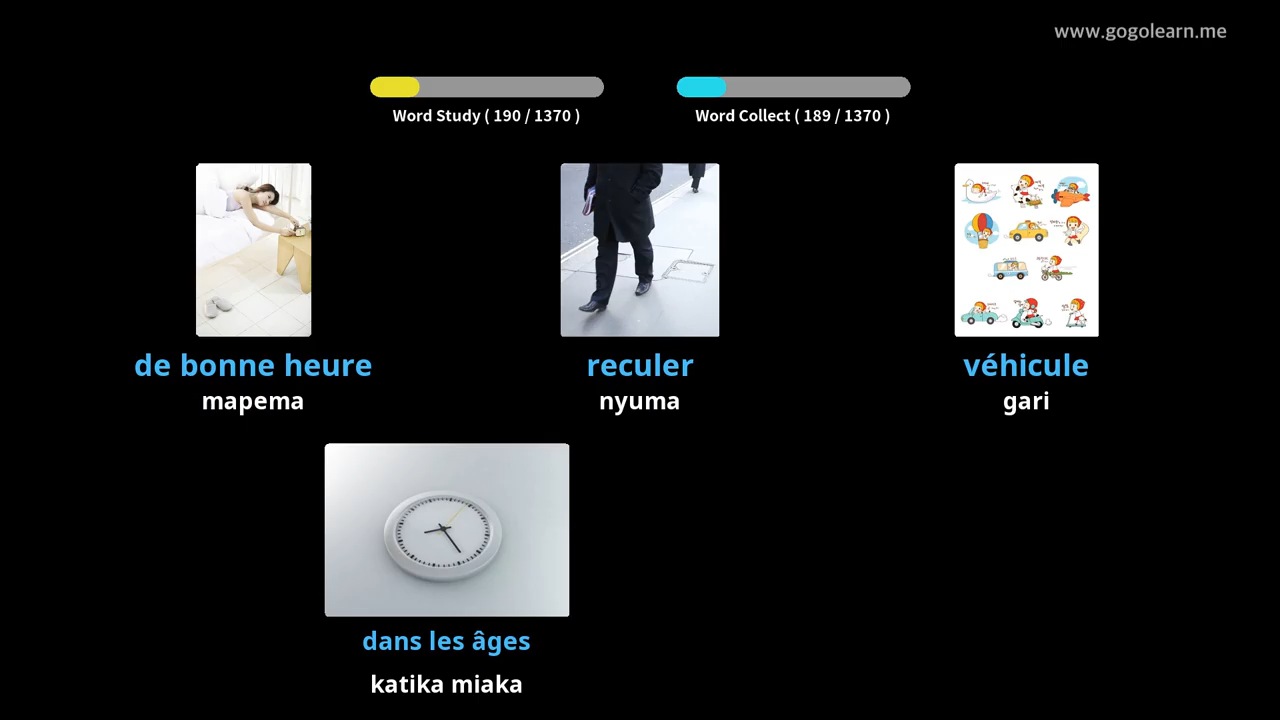 www.gogolearn.me
Word Study ( 190 / 1370 )
Word Collect ( 189 / 1370 )
de bonne heure
mapema
reculer
nyuma
véhicule
gari
dans les âges
katika miaka